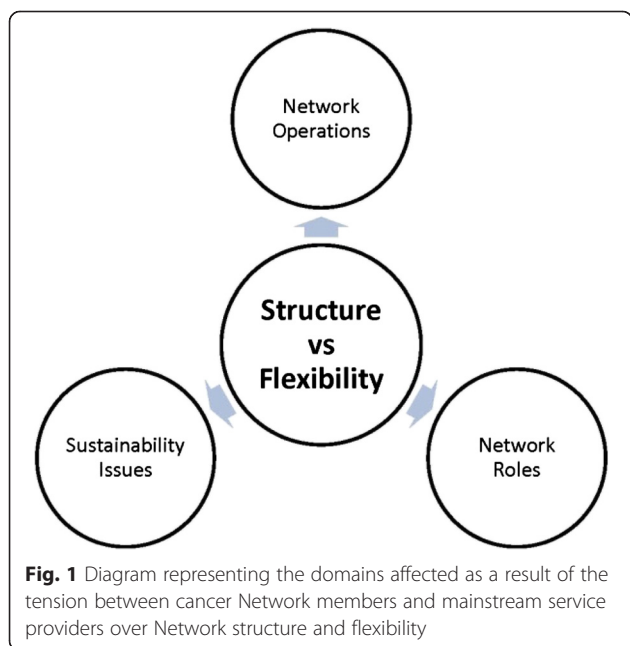 Network
Operations
Structure
vs
Flexibility
Sustainability
Issues
Network
Roles
Fig. 1 Diagram representing the domains affected as a result of the
tension between cancer Network members and mainstream service
providers over Network structure and flexibility